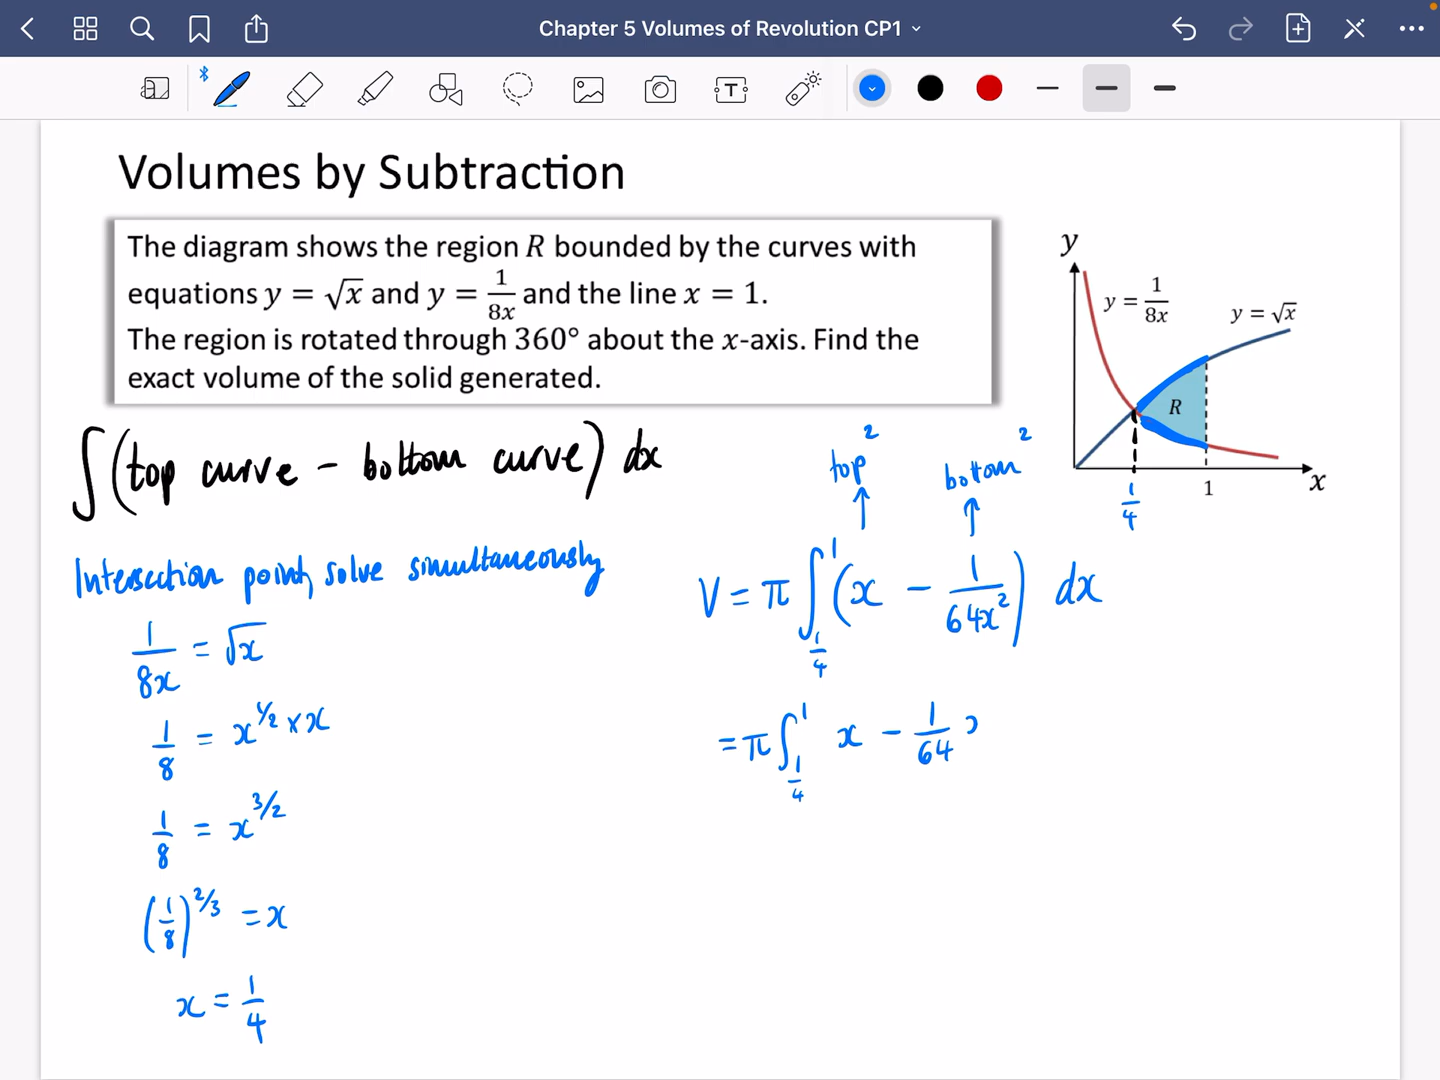 Chapter 5 Volumes of Revolution CP1
Volumes by Subtraction
The diagram shows the region R bounded by the curves with
equations y = √x and y = 1/8x and the line x = 1.
The region is rotated through 360° about the x-axis. Find the
exact volume of the solid generated.
y
y = 1/8x
y = √x
R
1/4
1
x
∫(top curve – bottom curve) dx
top²
bottom²
Intersection point, solve simultaneously
1/8x = √x
1/8 = x^1/2 × x
1/8 = x^3/2
(1/8)^2/3 = x
x = 1/4
V = π ∫_1/4^1 (x – 1/64x²) dx
= π ∫_1/4^1 x – 1/64